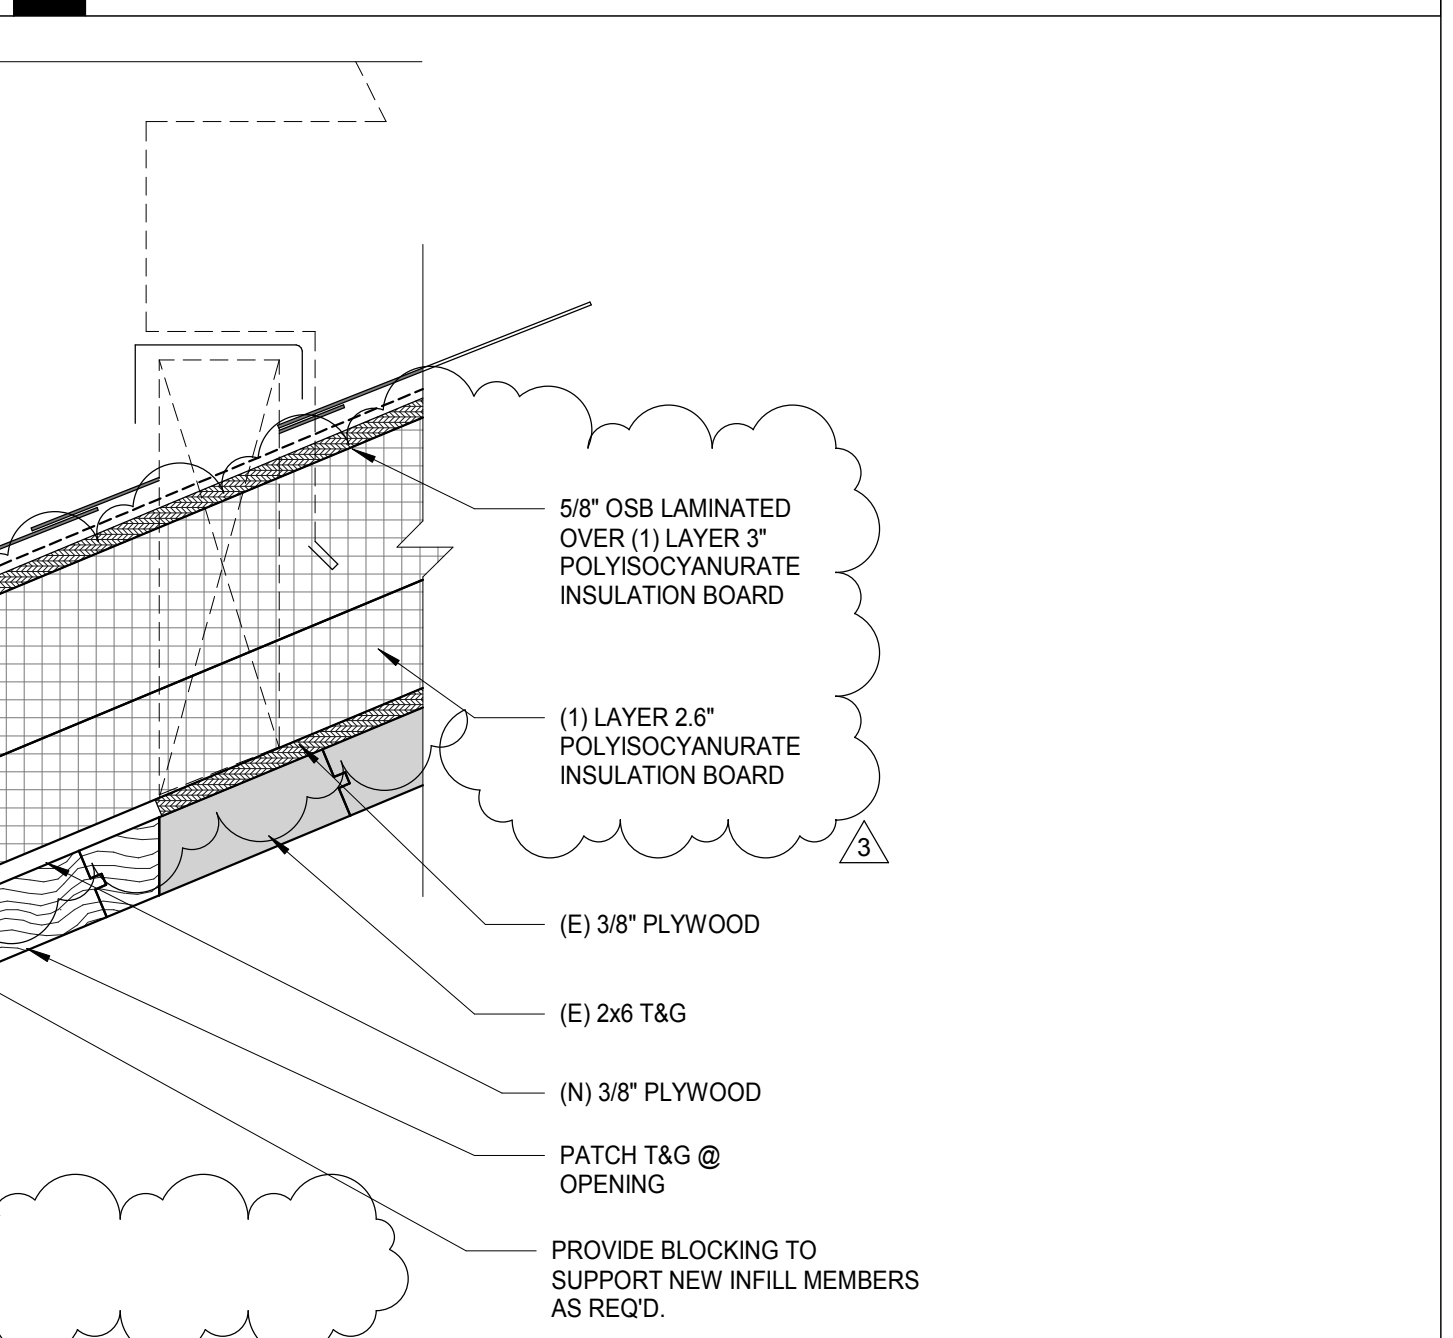 5/8" OSB LAMINATED
OVER (1) LAYER 3"
POLYISOCYANURATE
INSULATION BOARD
(1) LAYER 2.6"
POLYISOCYANURATE
INSULATION BOARD
3
(E) 3/8" PLYWOOD
(E) 2x6 T&G
(N) 3/8" PLYWOOD
PATCH T&G @
OPENING
PROVIDE BLOCKING TO
SUPPORT NEW INFILL MEMBERS
AS REQ'D.